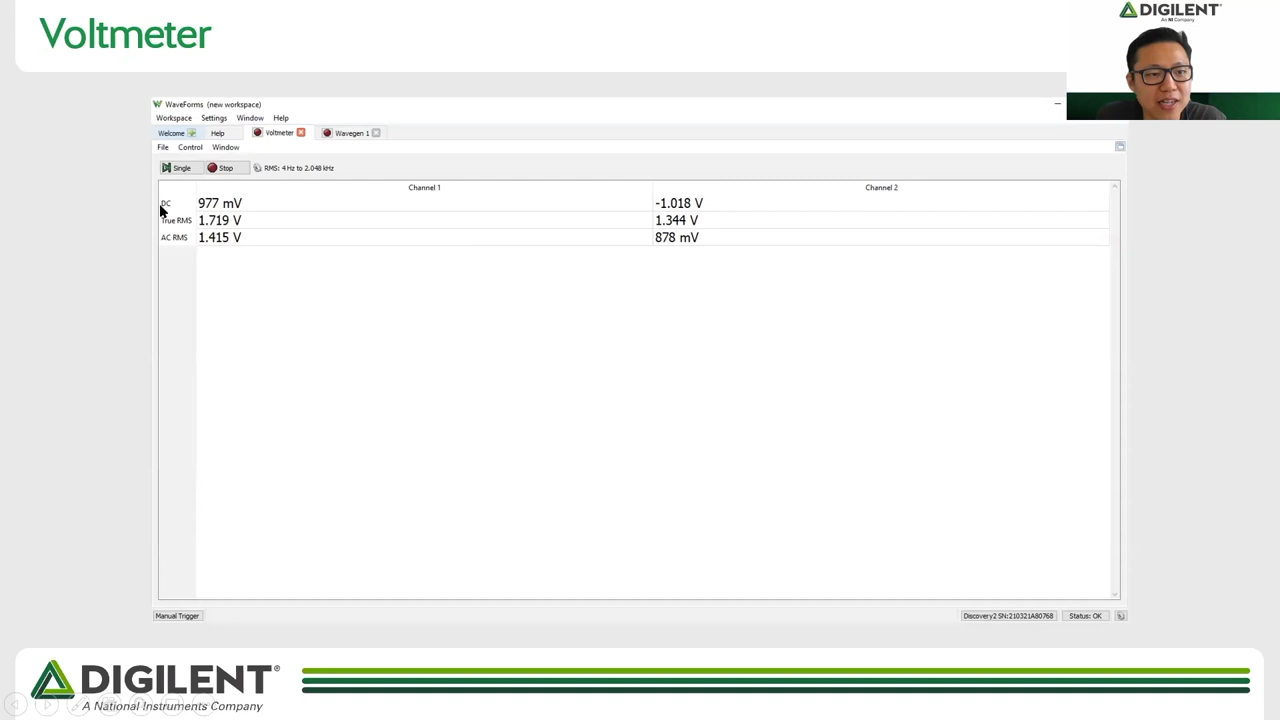 Voltmeter
DIGILENT
An NI Company
WaveForms (new workspace)
Workspace Settings Window Help
Welcome Help Voltmeter Wavegen 1
File Control Window
Single Stop RMS: 4 Hz to 2.048 kHz
Channel 1 Channel 2
DC 977 mV -1.018 V
True RMS 1.719 V 1.344 V
AC RMS 1.415 V 878 mV
Manual Trigger Discovery2 SN:210321A80768 Status: OK
DIGILENT®
A National Instruments Company